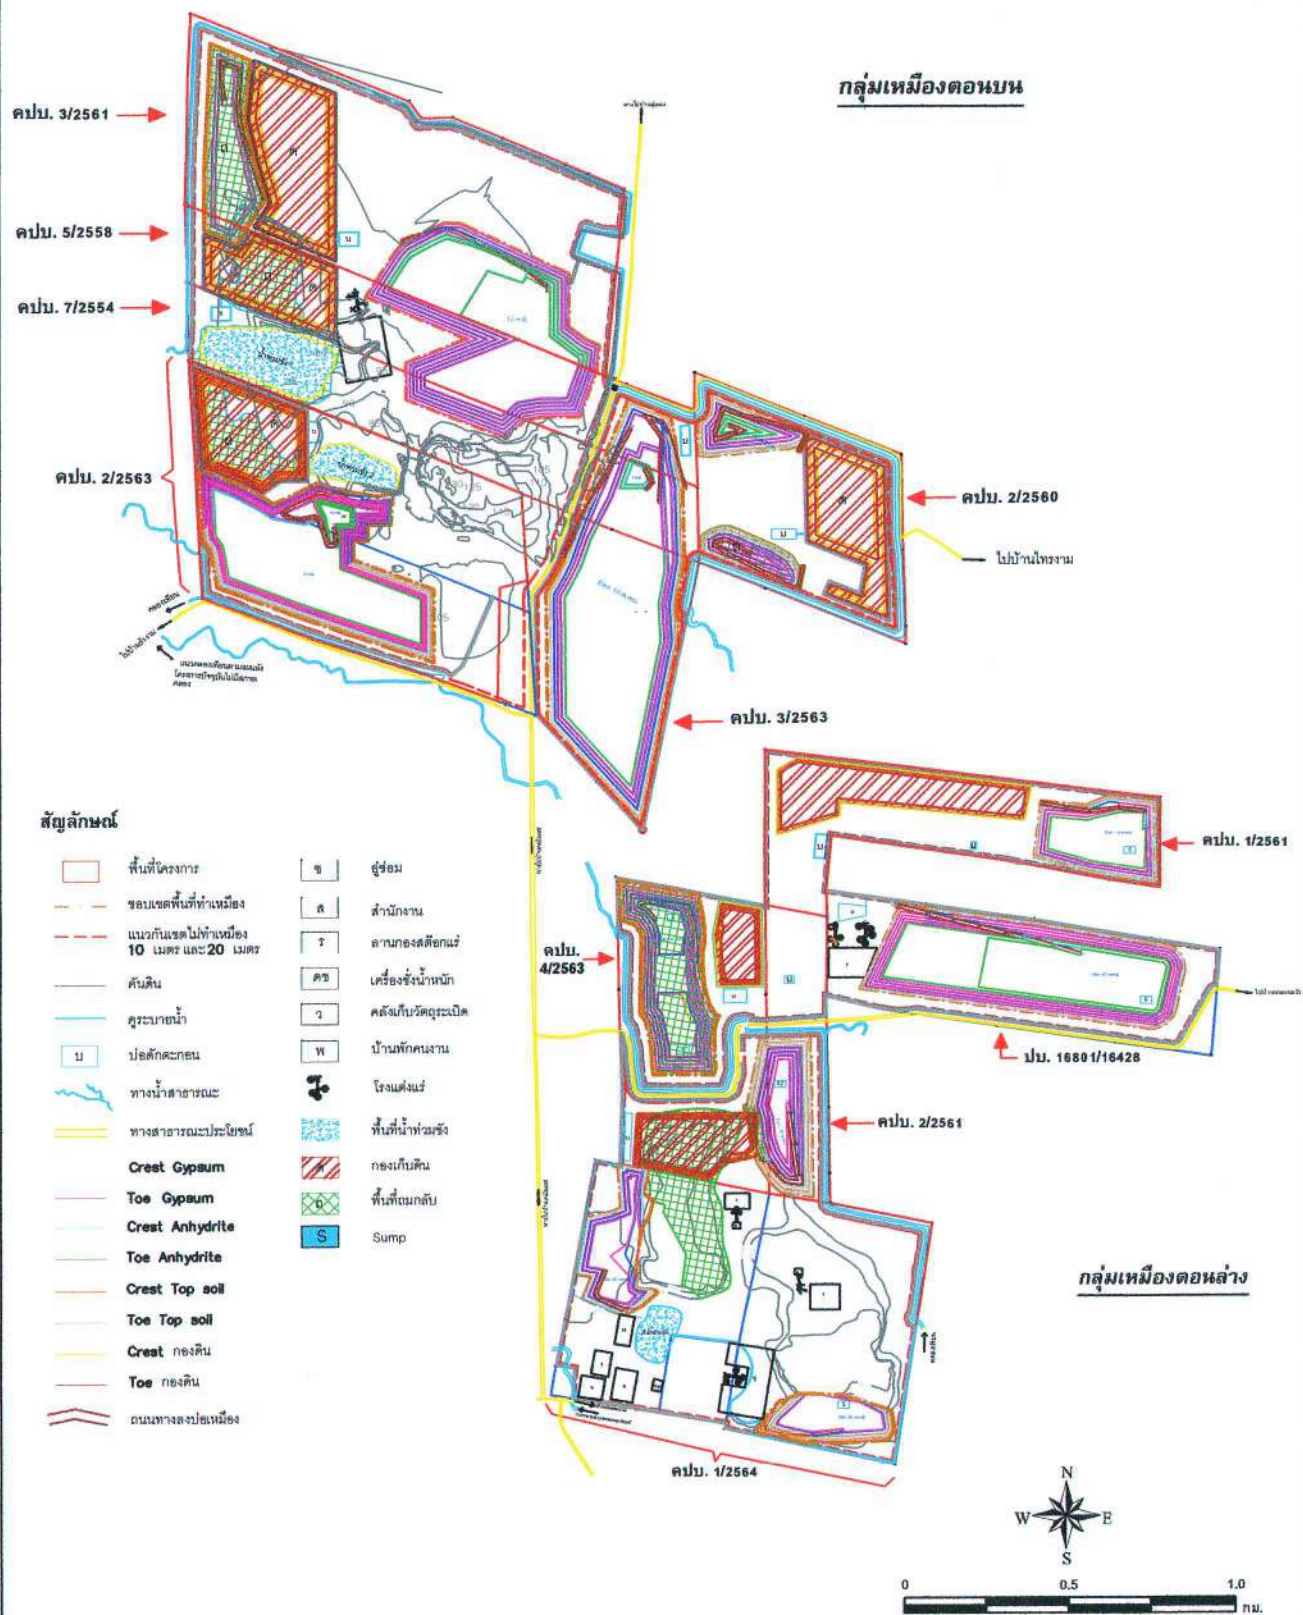 กลุ่มเหมืองตอนบน
คปบ. 3/2561
คปบ. 5/2558
คปบ. 7/2554
คปบ. 2/2563
คปบ. 2/2560
ไปบ้านไทรงาม
คปบ. 3/2563
คปบ. 1/2561
คปบ.
4/2563
ปบ. 16801/16428
คปบ. 2/2561
กลุ่มเหมืองตอนล่าง
คปบ. 1/2564
สัญลักษณ์
พื้นที่โครงการ
ขอบเขตพื้นที่ทำเหมือง
แนวกันเขตไม่ทำเหมือง
10 เมตร และ 20 เมตร
คันดิน
คูระบายน้ำ
บ บ่อดักตะกอน
ทางน้ำสาธารณะ
ทางสาธารณะประโยชน์
Crest Gypsum
Toe Gypsum
Crest Anhydrite
Toe Anhydrite
Crest Top soil
Toe Top soil
Crest กองดิน
Toe กองดิน
ถนนทางลงบ่อเหมือง
ซ อู่ซ่อม
ส สำนักงาน
ร ลานกองสต๊อกแร่
คช เครื่องชั่งน้ำหนัก
ว คลังเก็บวัตถุระเบิด
พ บ้านพักคนงาน
โรงแต่งแร่
พื้นที่น้ำท่วมขัง
ด กองเก็บดิน
ถ พื้นที่ถมกลับ
S Sump
N
W E
S
0 0.5 1.0
กม.